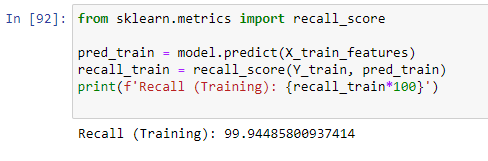 In [92]: from sklearn.metrics import recall_score
pred_train = model.predict(X_train_features)
recall_train = recall_score(Y_train, pred_train)
print(f'Recall (Training): {recall_train*100}')
Recall (Training): 99.94485800937414